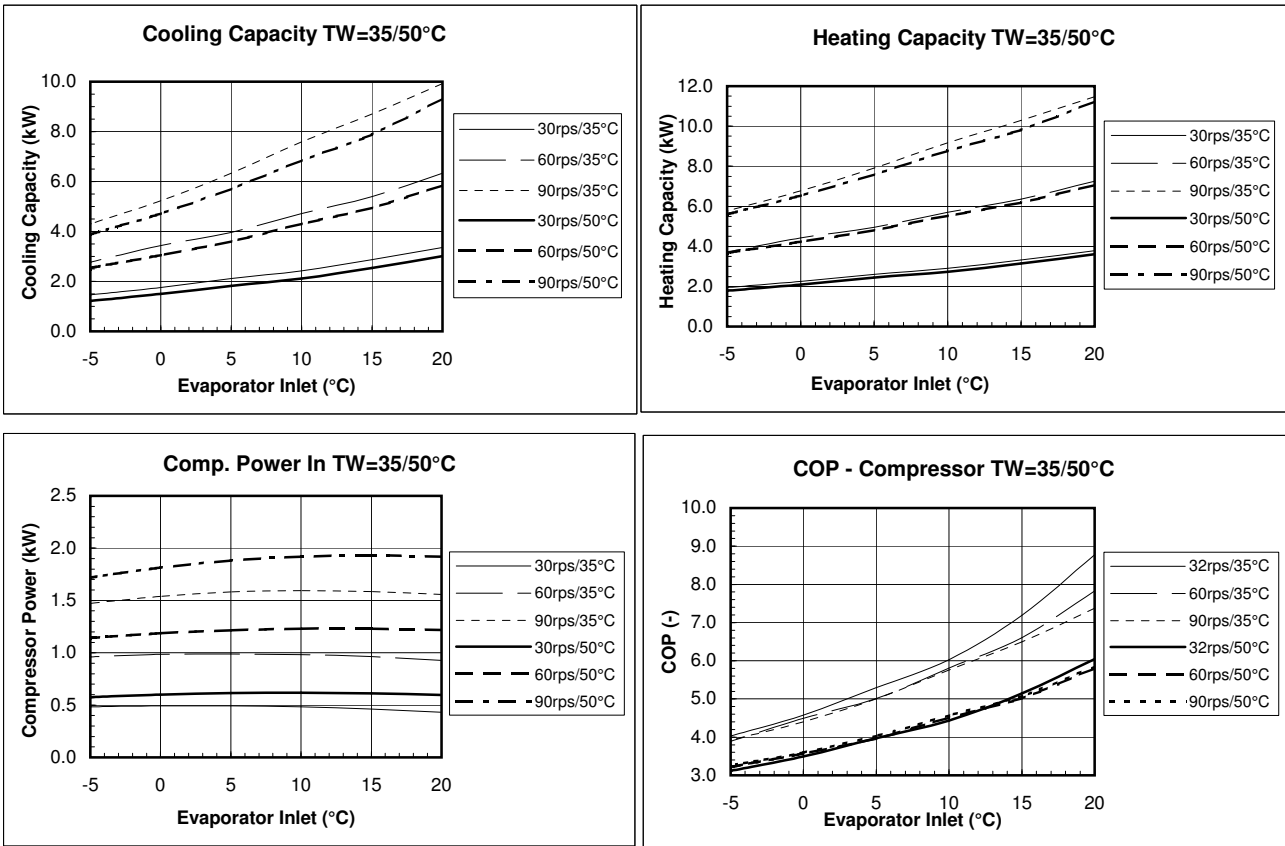 Cooling Capacity TW=35/50°C
Cooling Capacity (kW)
10.0
8.0
6.0
4.0
2.0
0.0
-5 0 5 10 15 20
Evaporator Inlet (°C)
30rps/35°C
60rps/35°C
90rps/35°C
30rps/50°C
60rps/50°C
90rps/50°C
Heating Capacity TW=35/50°C
Heating Capacity (kW)
12.0
10.0
8.0
6.0
4.0
2.0
0.0
-5 0 5 10 15 20
Evaporator Inlet (°C)
30rps/35°C
60rps/35°C
90rps/35°C
30rps/50°C
60rps/50°C
90rps/50°C
Comp. Power In TW=35/50°C
Compressor Power (kW)
2.5
2.0
1.5
1.0
0.5
0.0
-5 0 5 10 15 20
Evaporator Inlet (°C)
30rps/35°C
60rps/35°C
90rps/35°C
30rps/50°C
60rps/50°C
90rps/50°C
COP - Compressor TW=35/50°C
COP (-)
10.0
9.0
8.0
7.0
6.0
5.0
4.0
3.0
-5 0 5 10 15 20
Evaporator Inlet (°C)
32rps/35°C
60rps/35°C
90rps/35°C
32rps/50°C
60rps/50°C
90rps/50°C